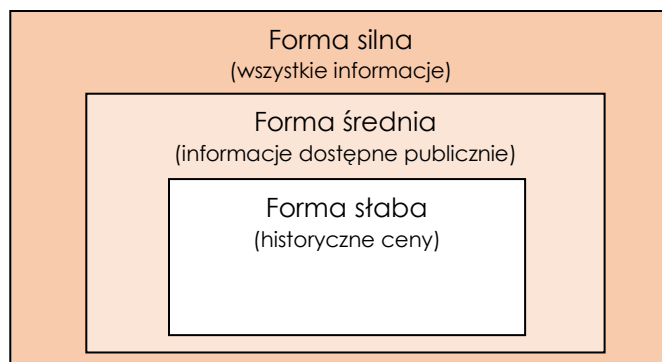 Forma silna
(wszystkie informacje)
Forma średnia
(informacje dostępne publicznie)
Forma słaba
(historyczne ceny)